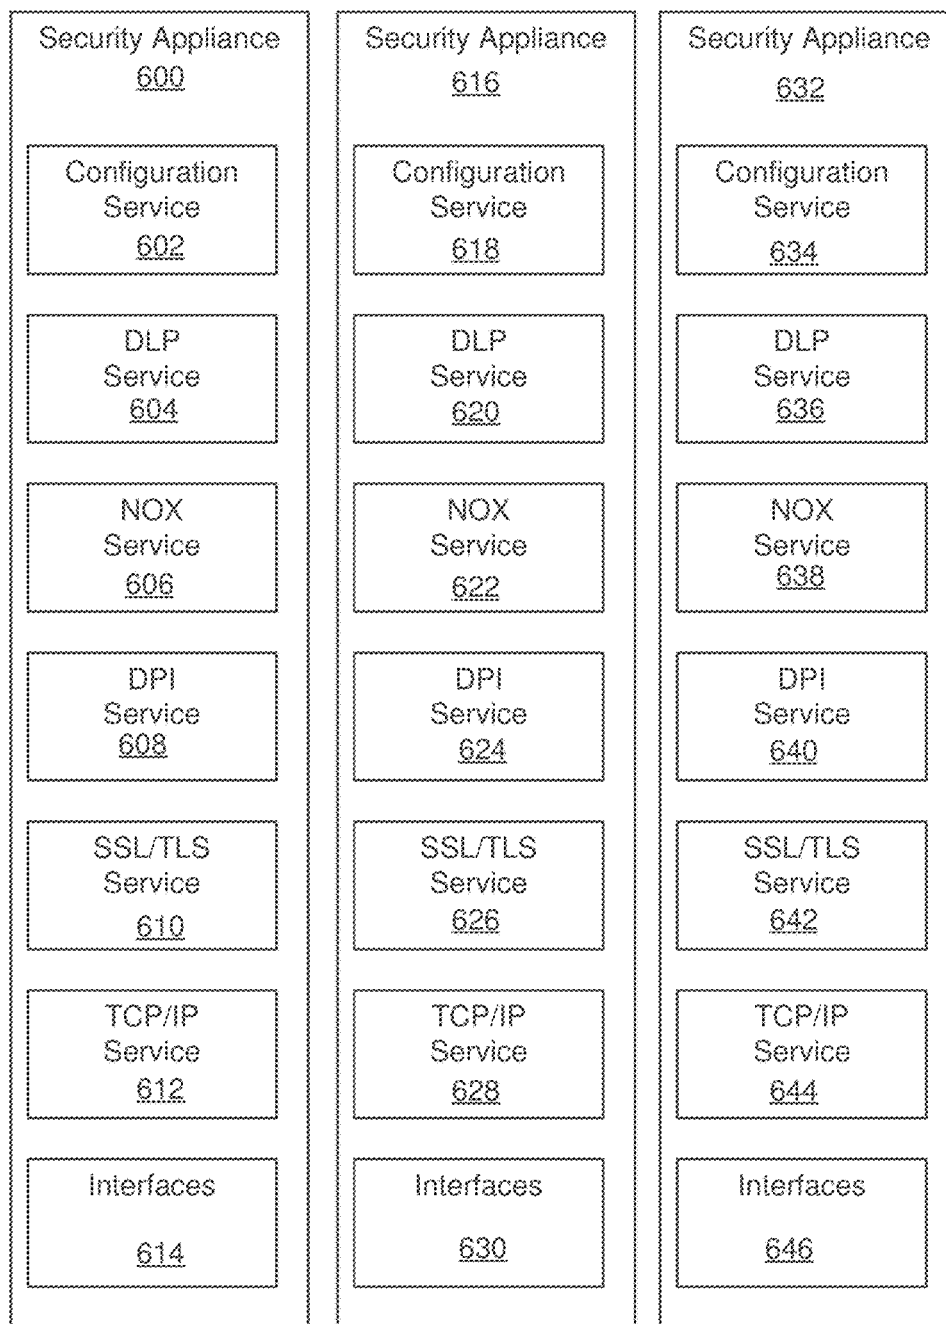 Security Appliance
600
Configuration
Service
602
DLP
Service
604
NOX
Service
606
DPI
Service
608
SSL/TLS
Service
610
TCP/IP
Service
612
Interfaces
614
Security Appliance
616
Configuration
Service
618
DLP
Service
620
NOX
Service
622
DPI
Service
624
SSL/TLS
Service
626
TCP/IP
Service
628
Interfaces
630
Security Appliance
632
Configuration
Service
634
DLP
Service
636
NOX
Service
638
DPI
Service
640
SSL/TLS
Service
642
TCP/IP
Service
644
Interfaces
646